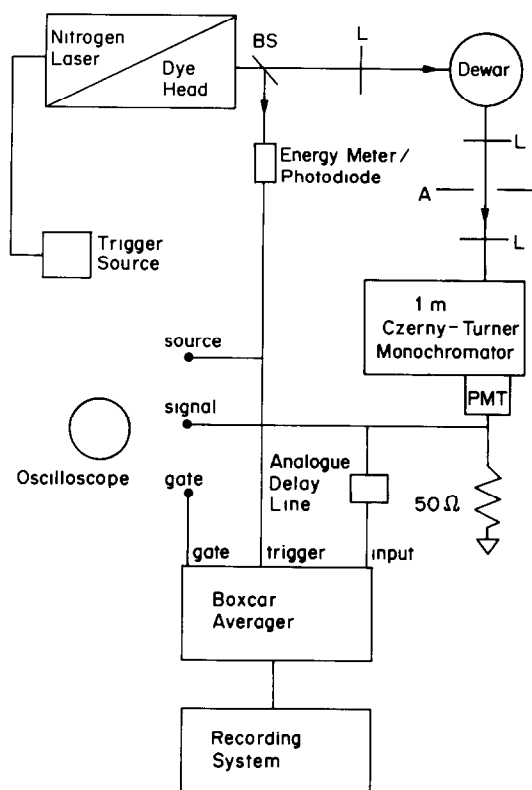 Nitrogen
Laser
Dye
Head
BS
L
Dewar
L
Energy Meter/
Photodiode
A
L
Trigger
Source
1 m
Czerny-Turner
Monochromator
source
PMT
signal
Oscilloscope
Analogue
Delay
Line
50Ω
gate
gate
trigger
input
Boxcar
Averager
Recording
System